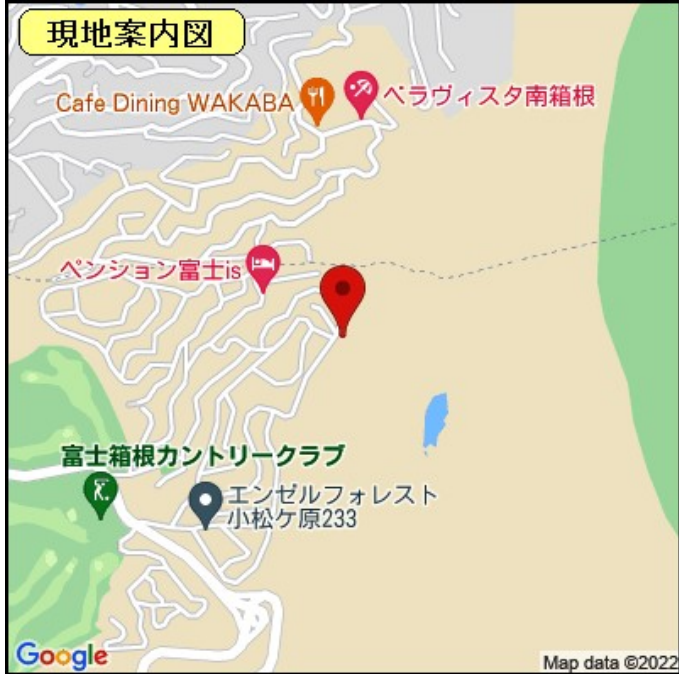 現地案内図
Cafe Dining WAKABA
ベラヴィスタ南箱根
ペンション富士is
富士箱根カントリークラブ
エンゼルフォレスト
小松ケ原233
Google
Map data ©2022